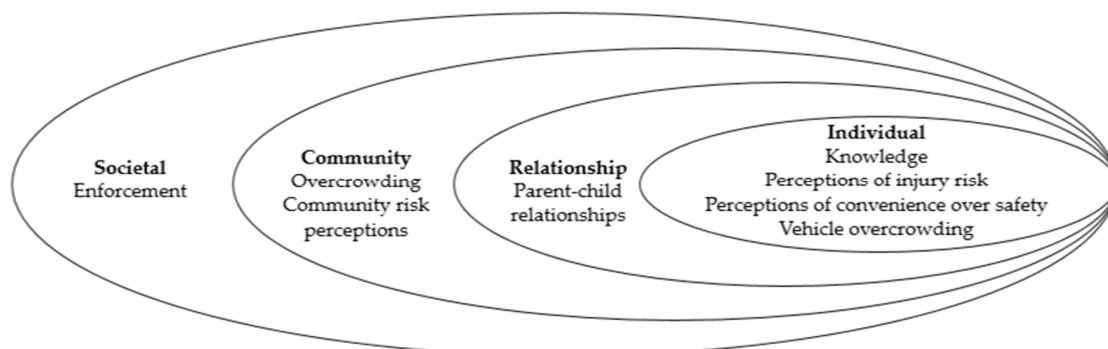 Societal
Enforcement
Community
Overcrowding
Community risk
perceptions
Relationship
Parent-child
relationships
Individual
Knowledge
Perceptions of injury risk
Perceptions of convenience over safety
Vehicle overcrowding